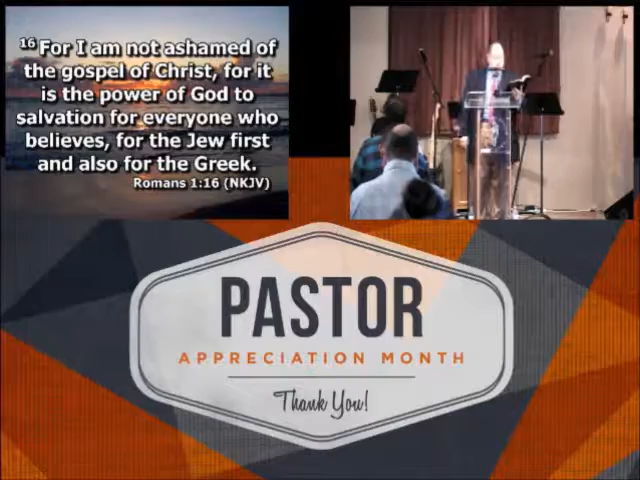 16 For I am not ashamed of
the gospel of Christ, for it
is the power of God to
salvation for everyone who
believes, for the Jew first
and also for the Greek.
Romans 1:16 (NKJV)
PASTOR
APPRECIATION MONTH
Thank You!